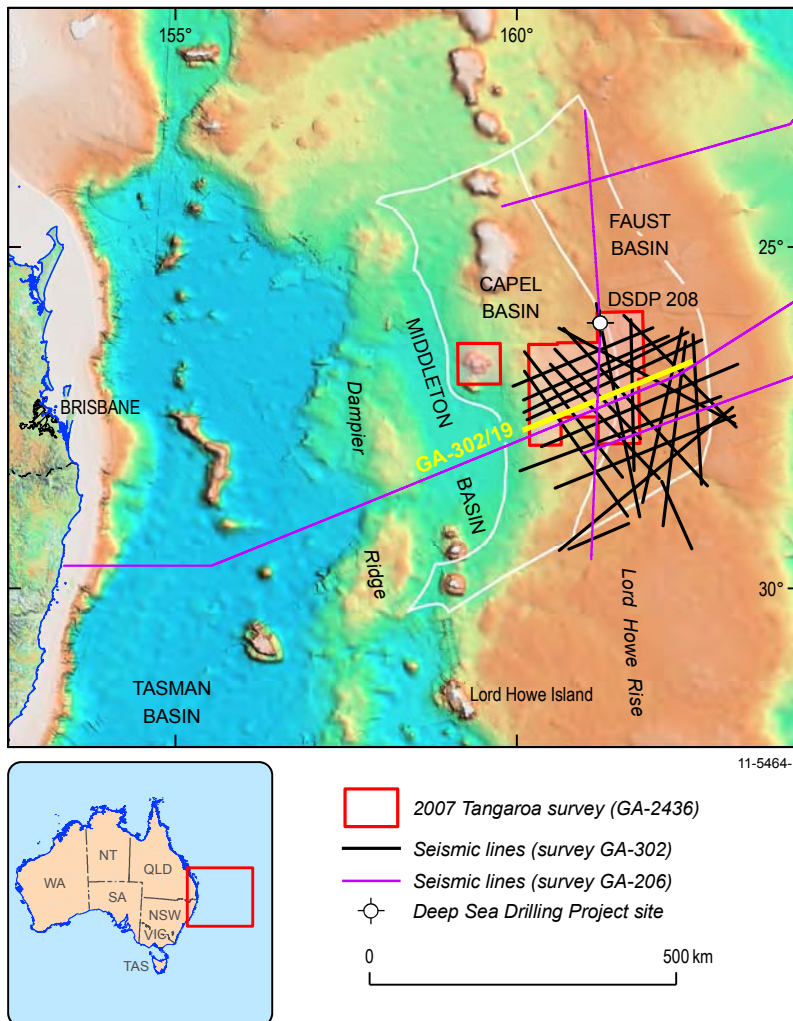 155°
160°
FAUST
BASIN
25°
CAPEL
BASIN
DSDP 208
MIDDLETON
BASIN
Dampier
Ridge
BRISBANE
GA-302/19
30°
Lord Howe Rise
Lord Howe Island
TASMAN
BASIN
11-5464-
NT
QLD
WA
SA
NSW
VIC
TAS
2007 Tangaroa survey (GA-2436)
Seismic lines (survey GA-302)
Seismic lines (survey GA-206)
Deep Sea Drilling Project site
0
500 km